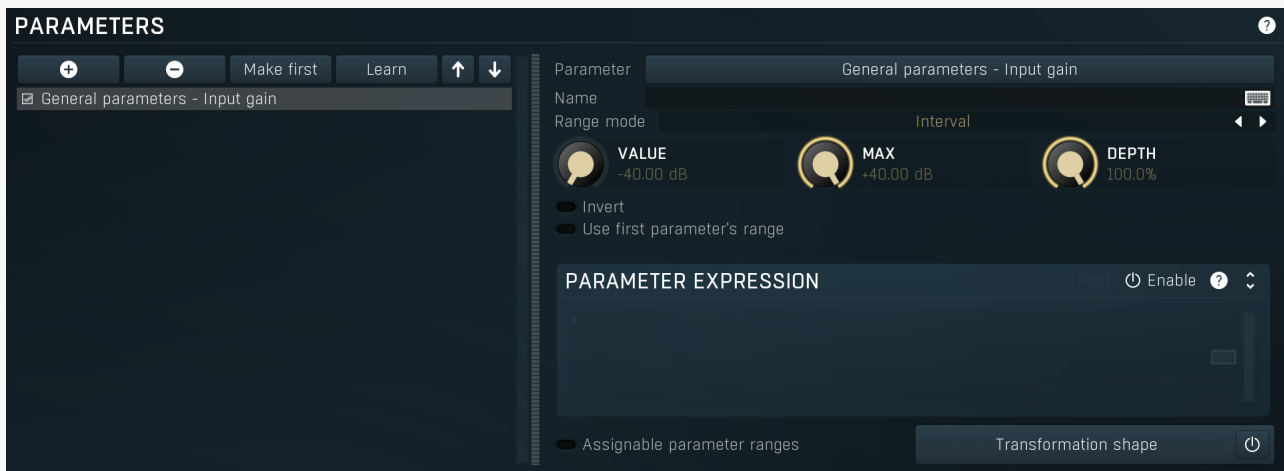 PARAMETERS
?
Make first Learn
General parameters - Input gain
Parameter General parameters - Input gain
Name
Range mode Interval
VALUE
-40.00 dB
MAX
+40.00 dB
DEPTH
100.0%
Invert
Use first parameter's range
PARAMETER EXPRESSION Post Enable ?
x
Assignable parameter ranges
Transformation shape